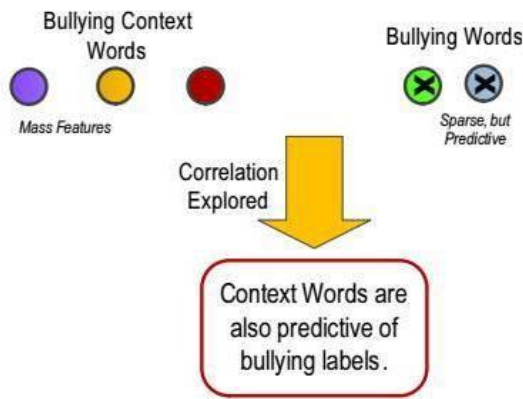 Bullying Context
Words
Bullying Words
Mass Features
Sparse, but
Predictive
Correlation
Explored
Context Words are
also predictive of
bullying labels.